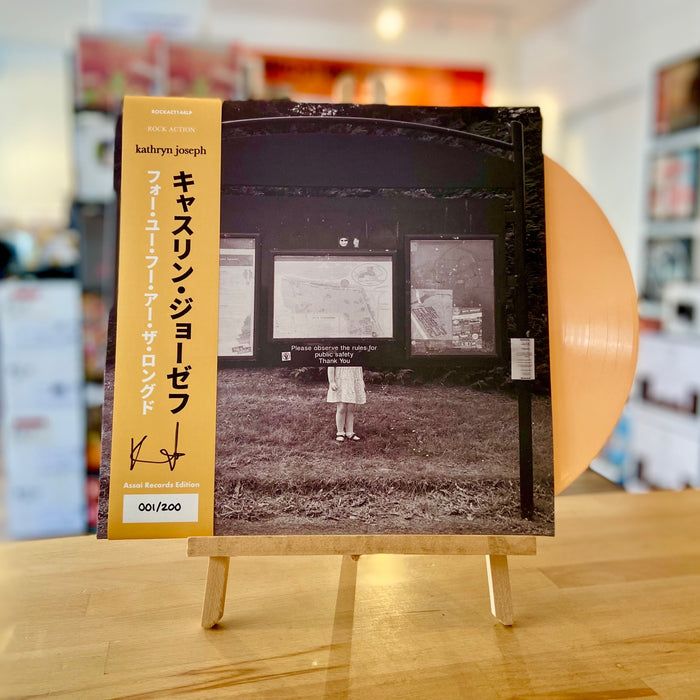 ROCKACT144LP
ROCK ACTION
kathryn joseph
キャスリン・ジョーゼフ
フォー・ユー・フー・アー・ザ・ロングド
Assai Records Edition
001/200
Please observe the rules for
public safety
Thank You